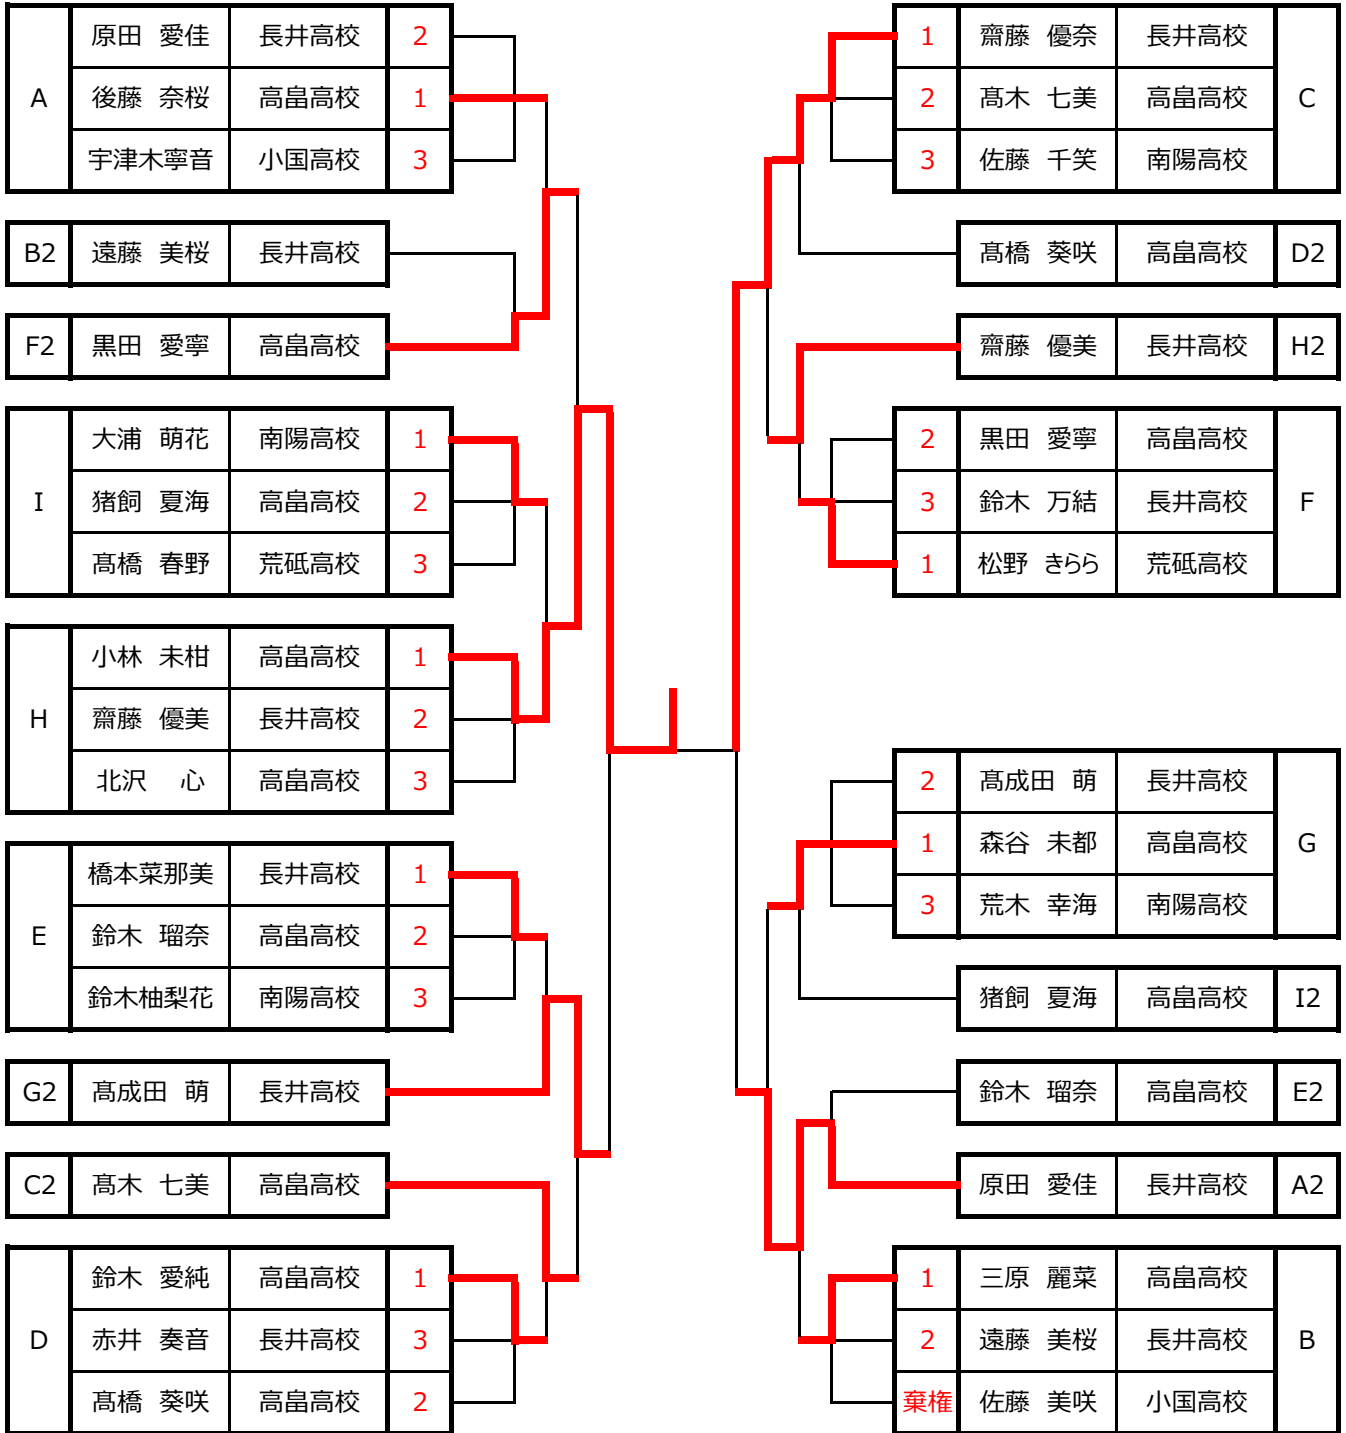 原田 愛佳 長井高校 2
A 後藤 奈桜 高畠高校 1
宇津木寧音 小国高校 3
B2 遠藤 美桜 長井高校
F2 黒田 愛寧 高畠高校
大浦 萌花 南陽高校 1
I 猪飼 夏海 高畠高校 2
髙橋 春野 荒砥高校 3
小林 未柑 高畠高校 1
H 齋藤 優美 長井高校 2
北沢 心 高畠高校 3
橋本菜那美 長井高校 1
E 鈴木 瑠奈 高畠高校 2
鈴木柚梨花 南陽高校 3
G2 髙成田 萌 長井高校
C2 髙木 七美 高畠高校
鈴木 愛純 高畠高校 1
D 赤井 奏音 長井高校 3
髙橋 葵咲 高畠高校 2
1 齋藤 優奈 長井高校
2 髙木 七美 高畠高校 C
3 佐藤 千笑 南陽高校
髙橋 葵咲 高畠高校 D2
齋藤 優美 長井高校 H2
2 黒田 愛寧 高畠高校
3 鈴木 万結 長井高校 F
1 松野 きらら 荒砥高校
2 髙成田 萌 長井高校
1 森谷 未都 高畠高校 G
3 荒木 幸海 南陽高校
猪飼 夏海 高畠高校 I2
鈴木 瑠奈 高畠高校 E2
原田 愛佳 長井高校 A2
1 三原 麗菜 高畠高校
2 遠藤 美桜 長井高校 B
棄権 佐藤 美咲 小国高校